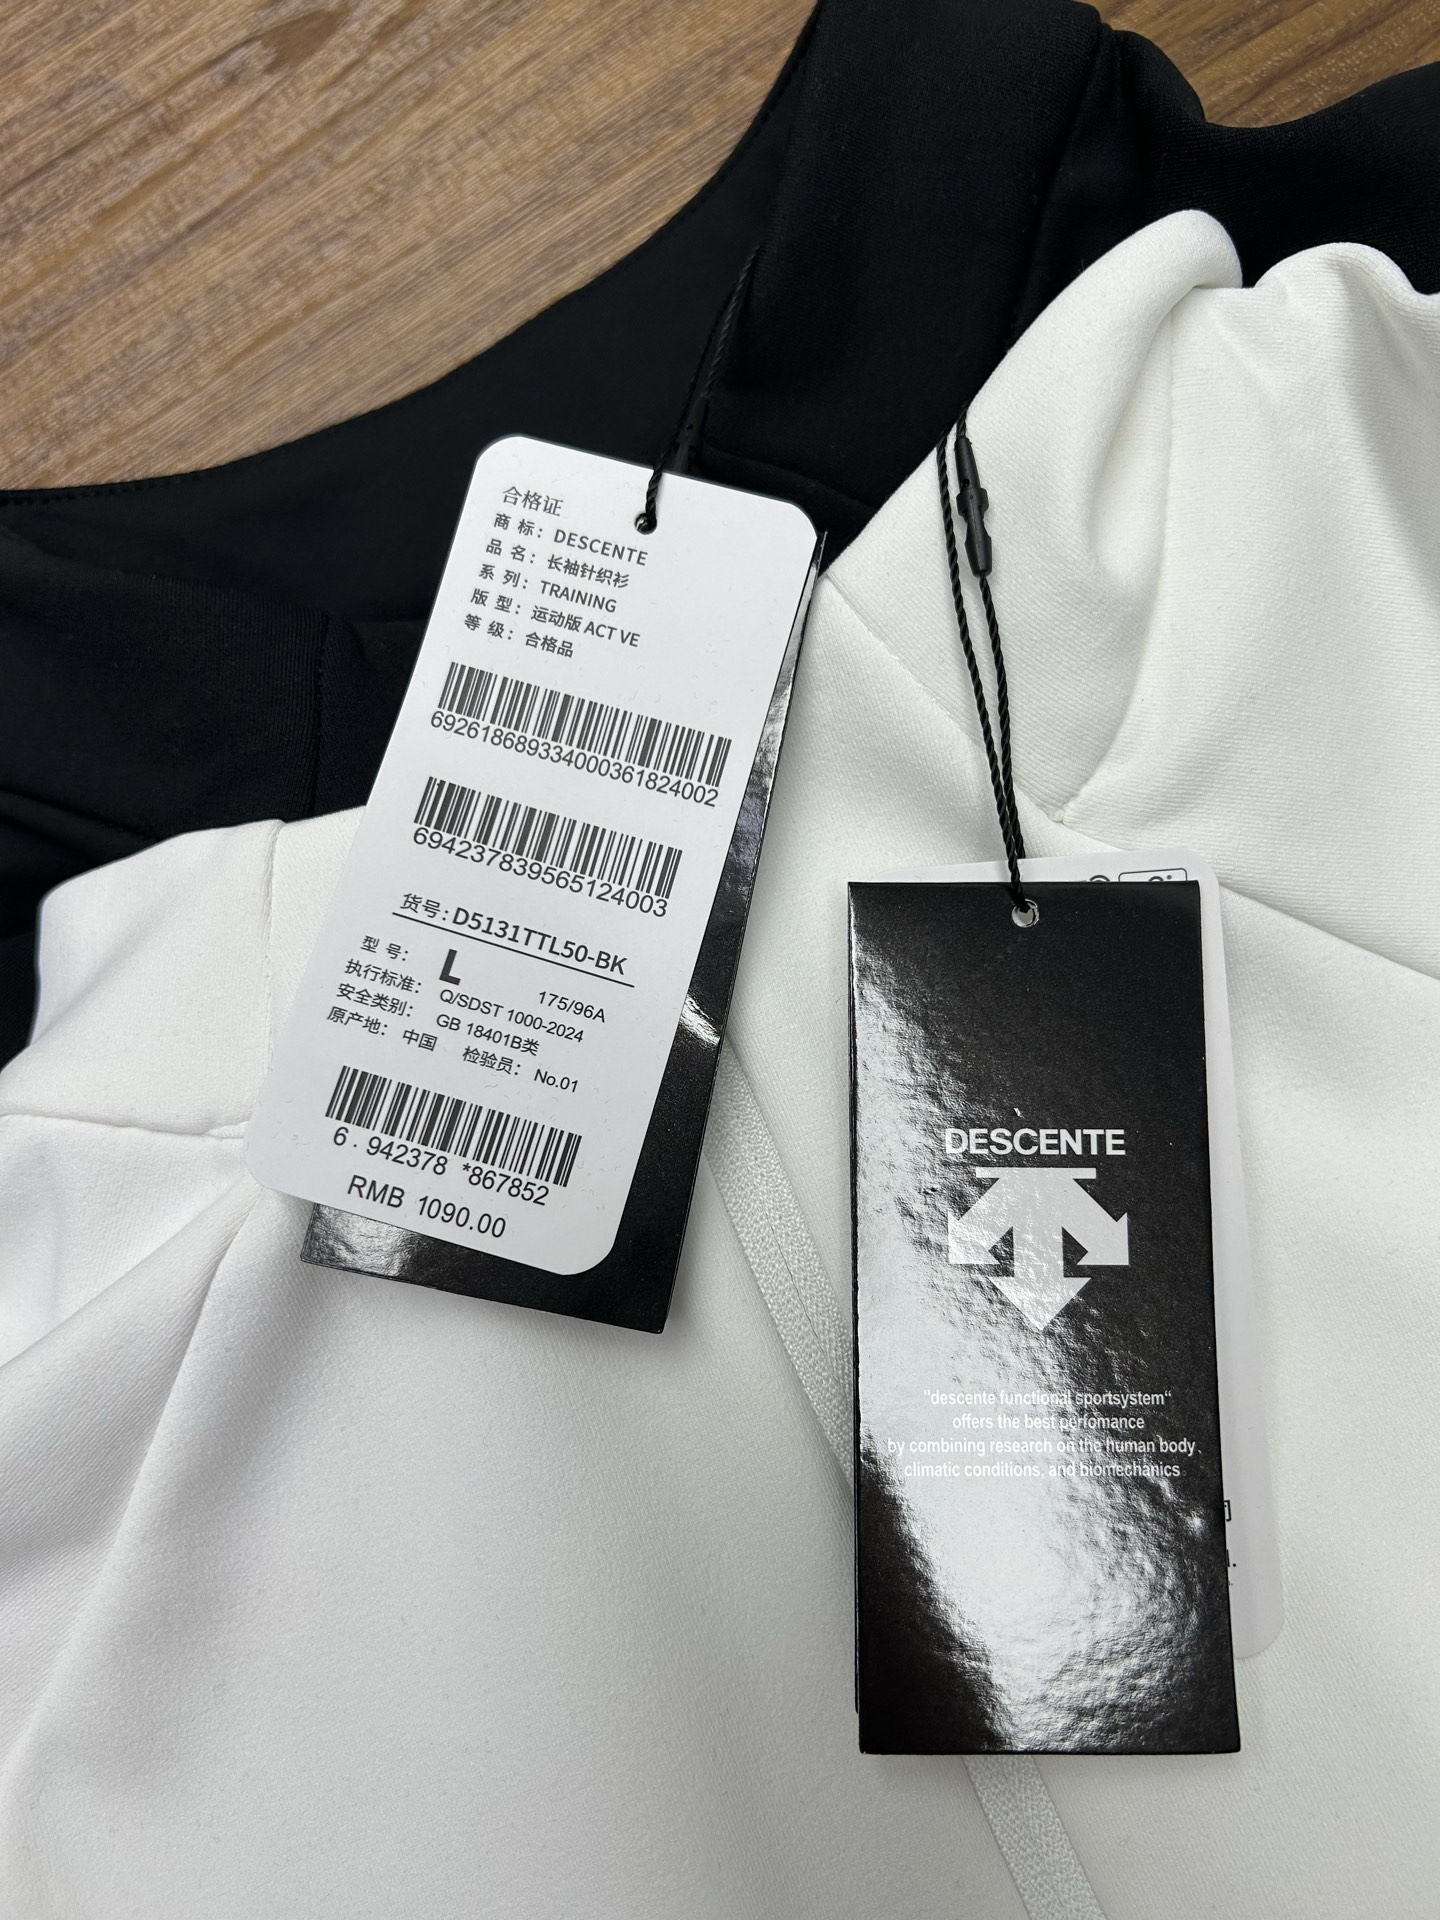 合格证
商 标： DESCENTE
品 名： 长袖针织衫
系 列： TRAINING
版 型： 运动版 ACT VE
等 级： 合格品
69261868933400036182​4002
694237839565124003
货号: D5131TTL50-BK
型 号： L 175/96A
执行标准： Q/SDST 1000-2024
安全类别： GB 18401B类
原产地： 中国 检验员： No.01
6 . 942378 *867852
RMB 1090.00
DESCENTE
"descente functional sportsystem"
offers the best perfomance
by combining research on the human body,
climatic conditions, and biomechanics